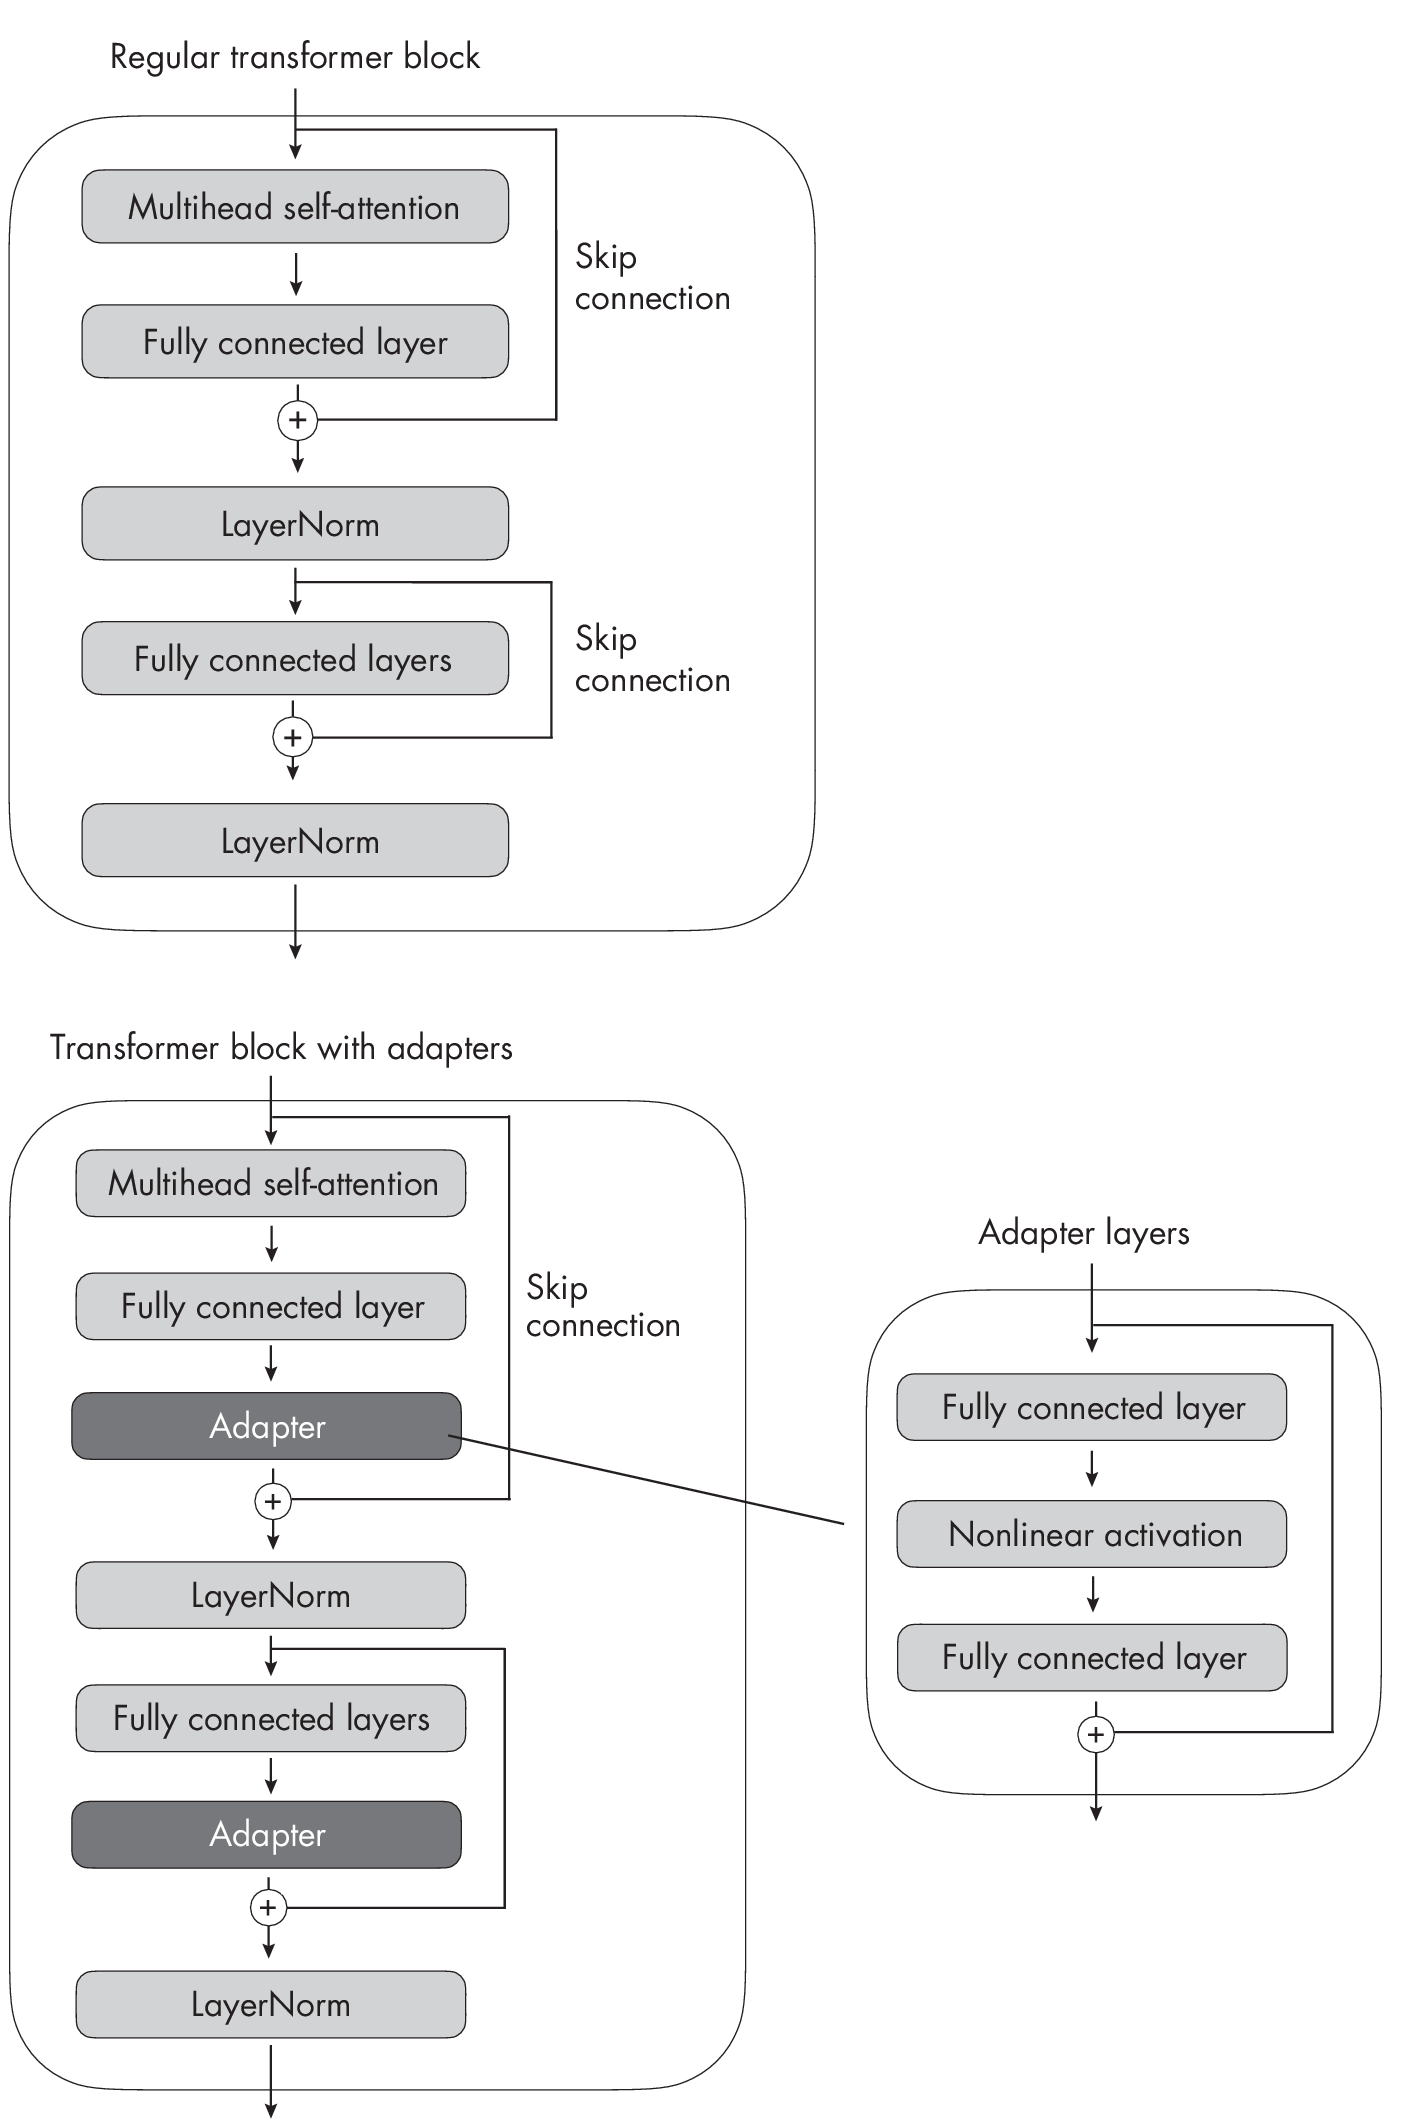 Regular transformer block
Multihead self-attention
Skip
connection
Fully connected layer
+
LayerNorm
Fully connected layers
Skip
connection
+
LayerNorm
Transformer block with adapters
Multihead self-attention
Fully connected layer
Skip
connection
Adapter
+
LayerNorm
Fully connected layers
Adapter
+
LayerNorm
Adapter layers
Fully connected layer
Nonlinear activation
Fully connected layer
+